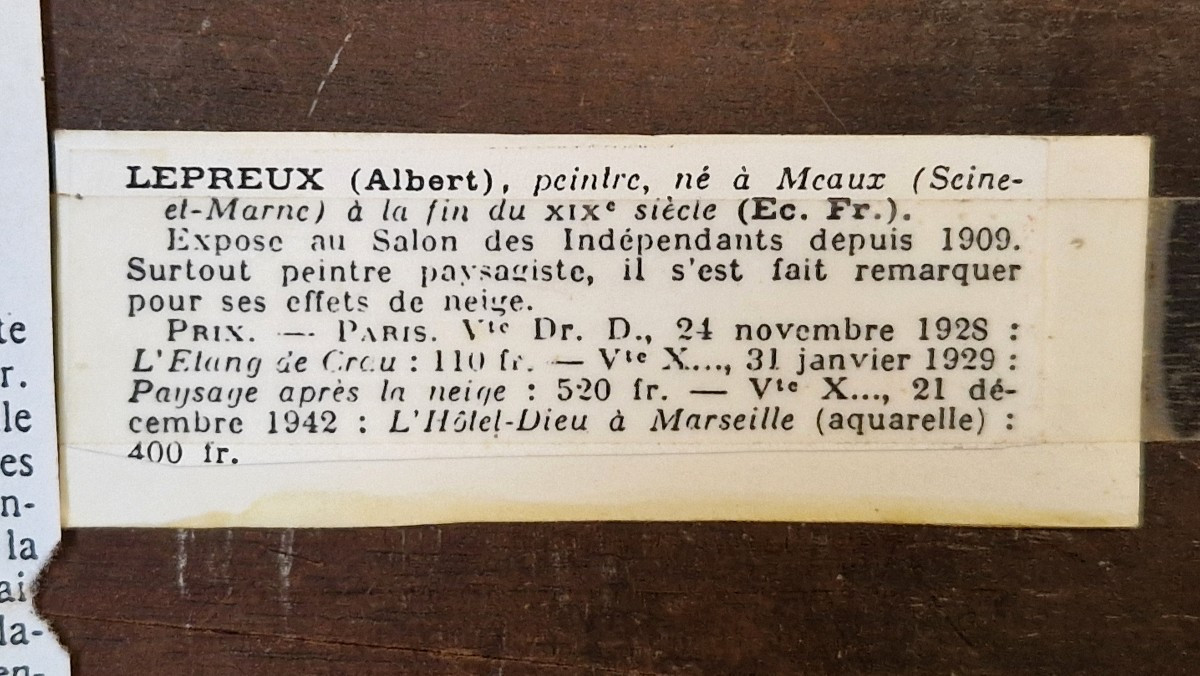 LEPREUX (Albert), peintre, né à Meaux (Seine-
et-Marne) à la fin du XIXe siècle (Ec. Fr.).
Expose au Salon des Indépendants depuis 1909.
Surtout peintre paysagiste, il s'est fait remarquer
pour ses effets de neige.
PRIX. — PARIS. Vte Dr. D., 24 novembre 1928 :
L'Etang de Crau : 110 fr. — Vte X..., 31 janvier 1929 :
Paysage après la neige : 520 fr. — Vte X..., 21 dé-
cembre 1942 : L'Hôtel-Dieu à Marseille (aquarelle) :
400 fr.
te
r.
le
es
n-
la
ai
la-
en-